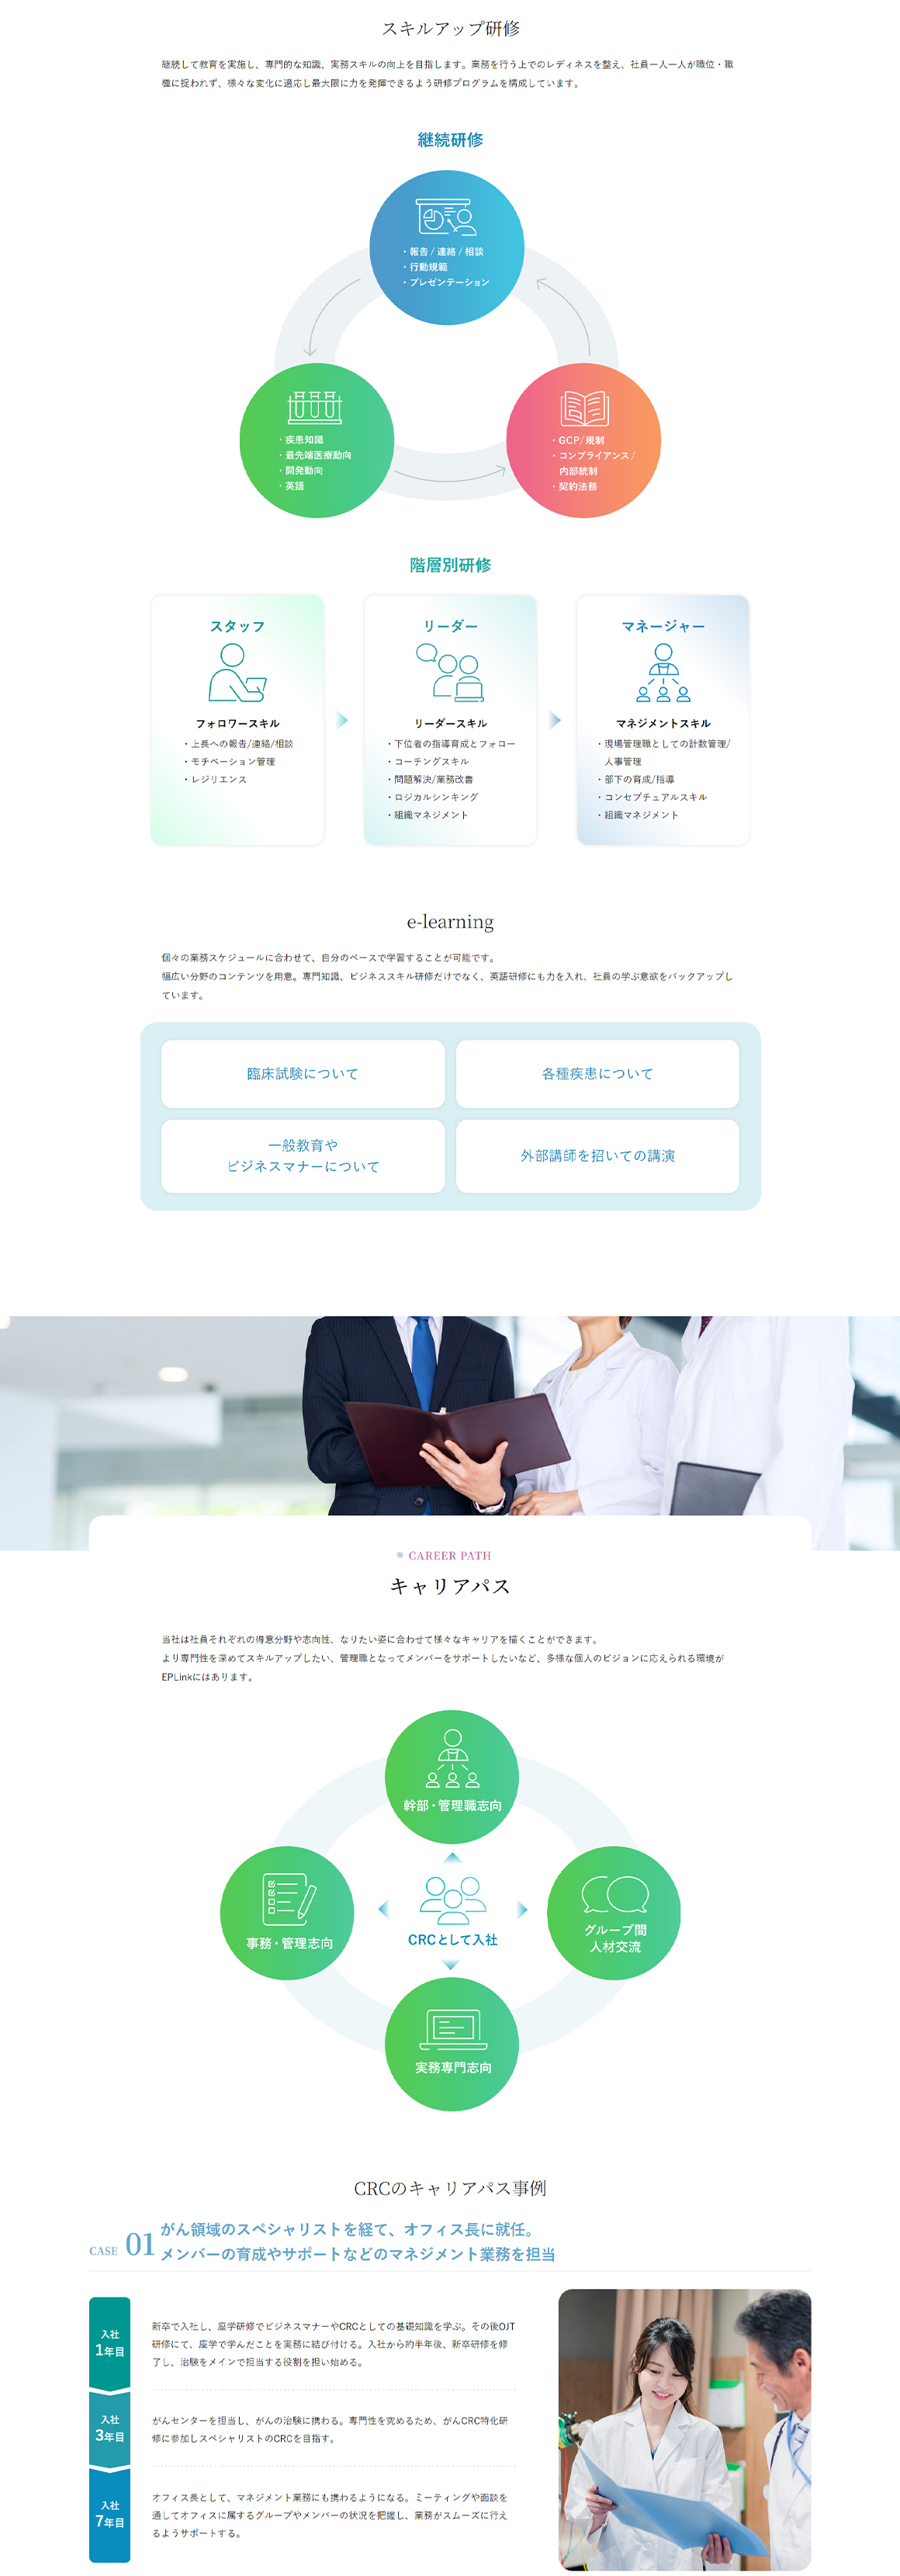 スキルアップ研修
継続して教育を実施し、専門的な知識、実務スキルの向上を目指します。業務を行う上でのレディネスを整え、社員一人一人が職位・職
種に捉われず、様々な変化に適応し最大限に力を発揮できるよう研修プログラムを構成しています。
継続研修
・報告/連絡/相談
・行動規範
・プレゼンテーション
・疾患知識
・最先端医療動向
・開発動向
・英語
・GCP/規制
・コンプライアンス/
内部統制
・契約法務
階層別研修
スタッフ
フォロワースキル
・上長への報告/連絡/相談
・モチベーション管理
・レジリエンス
リーダー
リーダースキル
・下位者の指導育成とフォロー
・コーチングスキル
・問題解決/業務改善
・ロジカルシンキング
・組織マネジメント
マネージャー
マネジメントスキル
・現場管理職としての計数管理/
人事管理
・部下の育成/指導
・コンセプチュアルスキル
・組織マネジメント
e-learning
個々の業務スケジュールに合わせて、自分のペースで学習することが可能です。
幅広い分野のコンテンツを用意。専門知識、ビジネススキル研修だけでなく、英語研修にも力を入れ、社員の学ぶ意欲をバックアップし
ています。
臨床試験について
各種疾患について
一般教育や
ビジネスマナーについて
外部講師を招いての講演
CAREER PATH
キャリアパス
当社は社員それぞれの得意分野や志向性、なりたい姿に合わせて様々なキャリアを描くことができます。
より専門性を深めてスキルアップしたい、管理職となってメンバーをサポートしたいなど、多様な個人のビジョンに応えられる環境が
EPLinkにはあります。
幹部・管理職志向
事務・管理志向
CRCとして入社
グループ間
人材交流
実務専門志向
CRCのキャリアパス事例
CASE 01
がん領域のスペシャリストを経て、オフィス長に就任。
メンバーの育成やサポートなどのマネジメント業務を担当
入社
1年目
新卒で入社し、座学研修でビジネスマナーやCRCとしての基礎知識を学ぶ。その後OJT
研修にて、座学で学んだことを実務に結び付ける。入社から約半年後、新卒研修を修
了し、治験をメインで担当する役割を担い始める。
入社
3年目
がんセンターを担当し、がんの治験に携わる。専門性を究めるため、がんCRC特化研
修に参加しスペシャリストのCRCを目指す。
入社
7年目
オフィス長として、マネジメント業務にも携わるようになる。ミーティングや面談を
通してオフィスに属するグループやメンバーの状況を把握し、業務がスムーズに行え
るようサポートする。